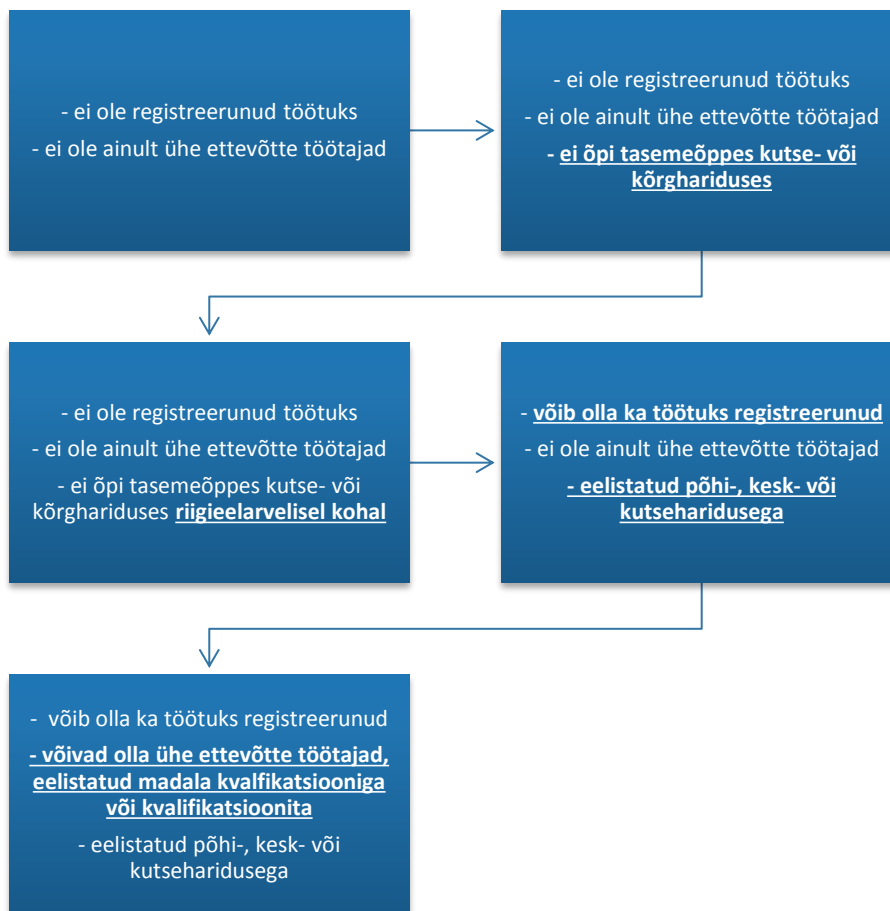 - ei ole registreerunud töötuks
- ei ole ainult ühe ettevõtte töötajad
- ei ole registreerunud töötuks
- ei ole ainult ühe ettevõtte töötajad
- ei õpi tasemeõppes kutse- või
kõrghariduses
- ei ole registreerunud töötuks
- ei ole ainult ühe ettevõtte töötajad
- ei õpi tasemeõppes kutse- või
kõrghariduses riigieelarvelisel kohal
- võib olla ka töötuks registreerunud
- ei ole ainult ühe ettevõtte töötajad
- eelistatud põhi-, kesk- või
kutseharidusega
- võib olla ka töötuks registreerunud
- võivad olla ühe ettevõtte töötajad,
eelistatud madala kvalfikatsiooniga
või kvalifikatsioonita
- eelistatud põhi-, kesk- või
kutseharidusega